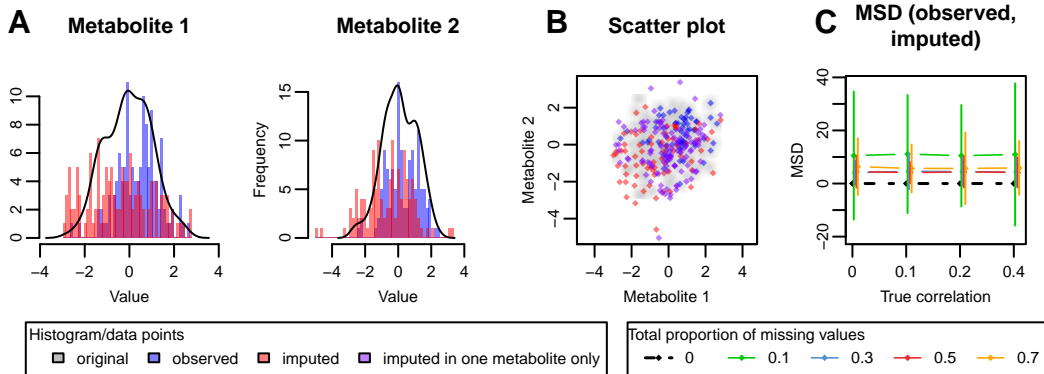 A
Metabolite 1
Metabolite 2
B
Scatter plot
C
MSD (observed,
imputed)
0 2 4 6 8 10
−4 −2 0 2 4
Value
Frequency
0 5 10 15
−4 −2 0 2 4
Value
Metabolite 2
−4 −2 0 2
−4 −2 0 2 4
Metabolite 1
MSD
−20 0 10 20 40
0 0.1 0.2 0.4
True correlation
Histogram/data points
original observed imputed imputed in one metabolite only
Total proportion of missing values
0 0.1 0.3 0.5 0.7